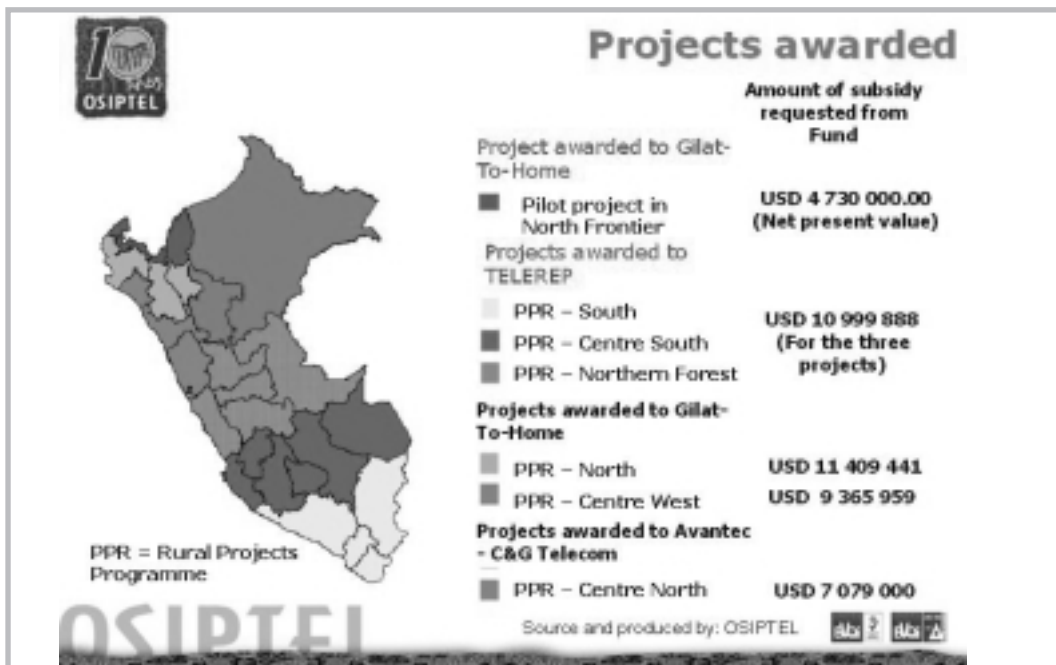 10
OSIPTEL
Projects awarded
Amount of subsidy
requested from
Fund
Project awarded to Gilat-
To-Home
Pilot project in
North Frontier
USD 4 730 000.00
(Net present value)
Projects awarded to
TELEREP
PPR – South
PPR – Centre South
PPR – Northern Forest
USD 10 999 888
(For the three
projects)
Projects awarded to Gilat-
To-Home
PPR – North
USD 11 409 441
PPR – Centre West
USD 9 365 959
Projects awarded to Avantec
- C&G Telecom
PPR – Centre North
USD 7 079 000
PPR = Rural Projects
Programme
OSIPTEL
Source and produced by: OSIPTEL